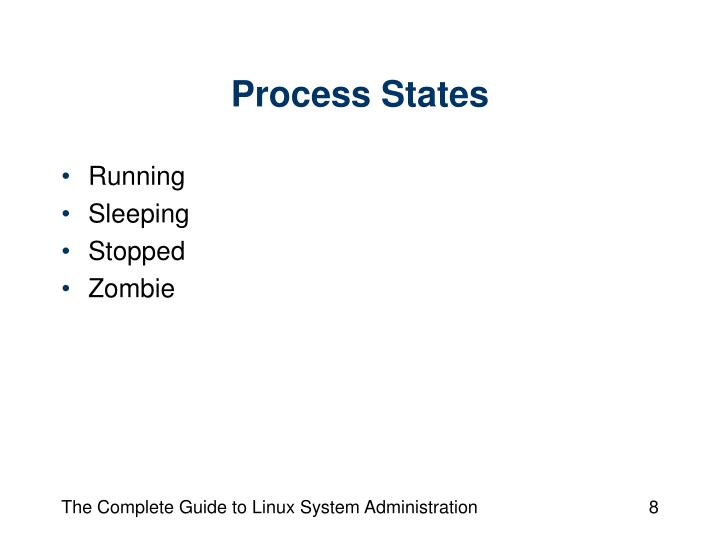 Process States
• Running
• Sleeping
• Stopped
• Zombie
The Complete Guide to Linux System Administration 8